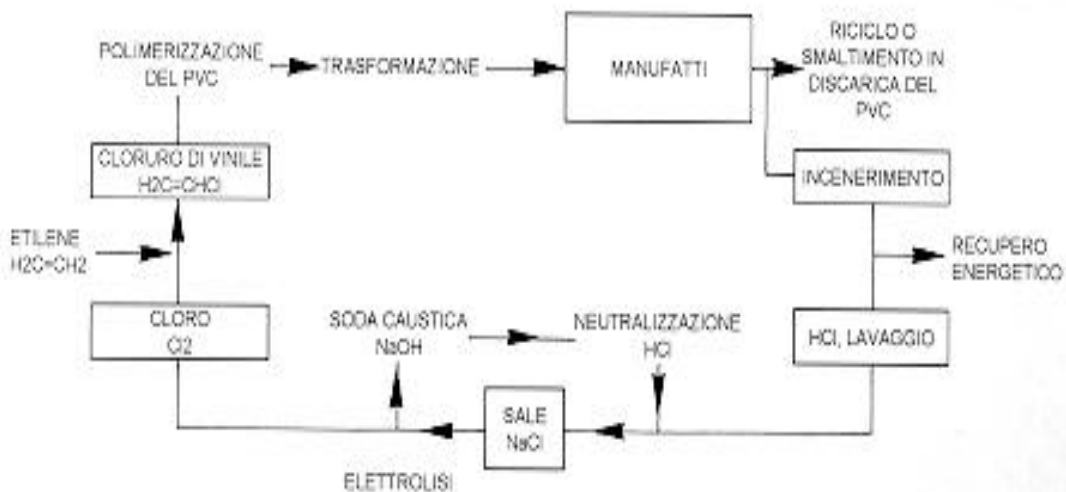 POLIMERIZZAZIONE
DEL PVC
TRASFORMAZIONE
MANUFATTI
RICICLO O
SMALTIMENTO IN
DISCARICA DEL
PVC
CLORURO DI VINILE
H2C=CHCl
INCENERIMENTO
ETILENE
H2C=CH2
RECUPERO
ENERGETICO
CLORO
Cl2
SODA CAUSTICA
NaOH
NEUTRALIZZAZIONE
HCl
HCl, LAVAGGIO
SALE
NaCl
ELETTROLISI